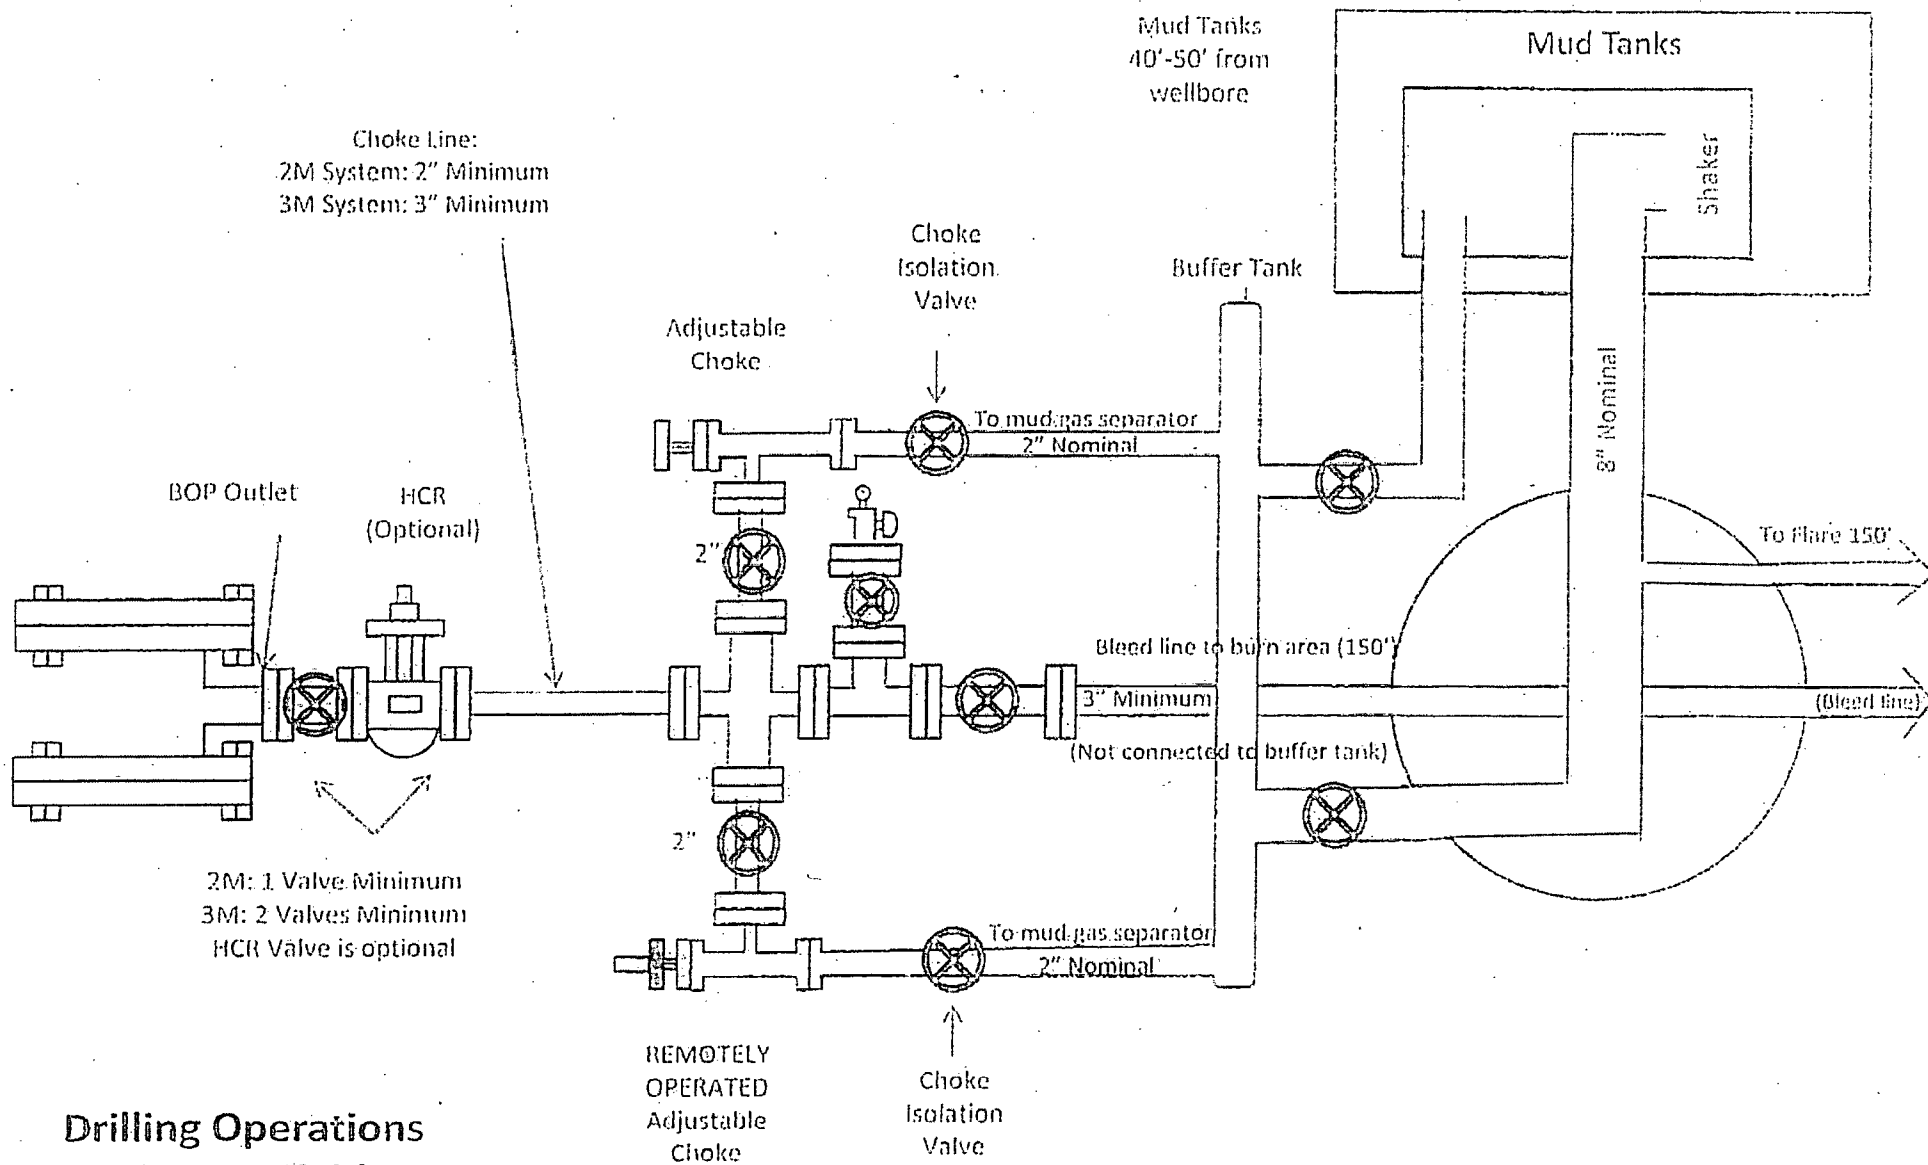 Mud Tanks
40'-50' from
wellbore
Mud Tanks
Shaker
Choke Line:
2M System: 2" Minimum
3M System: 3" Minimum
Choke
Isolation
Valve
Buffer Tank
Adjustable
Choke
8" Nominal
To mud gas separator
2" Nominal
BOP Outlet
HCR
(Optional)
2"
To Flare 150'
Bleed line to burn area (150')
3" Minimum
(Bleed line)
(Not connected to buffer tank)
2"
2M: 1 Valve Minimum
3M: 2 Valves Minimum
HCR Valve is optional
To mud gas separator
2" Nominal
REMOTELY
OPERATED
Adjustable
Choke
Choke
Isolation
Valve
Drilling Operations